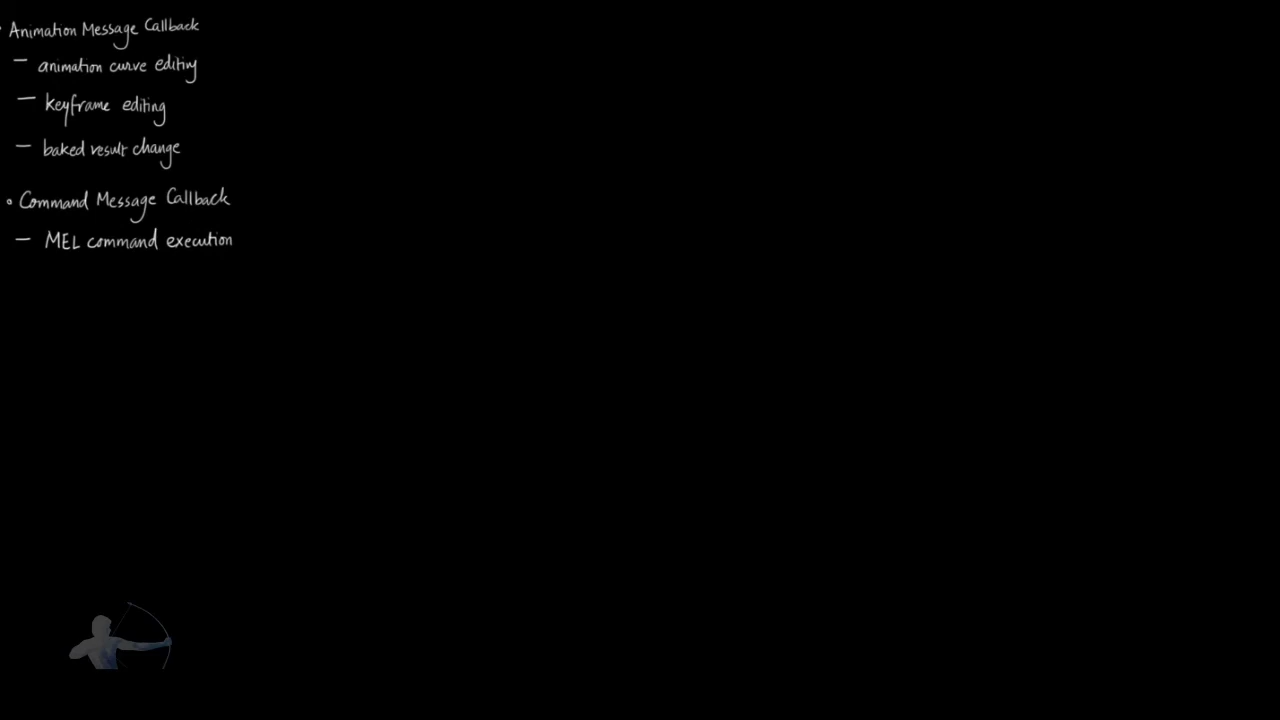 • Animation Message Callback
— animation curve editing
— keyframe editing
— baked result change
• Command Message Callback
— MEL command execution